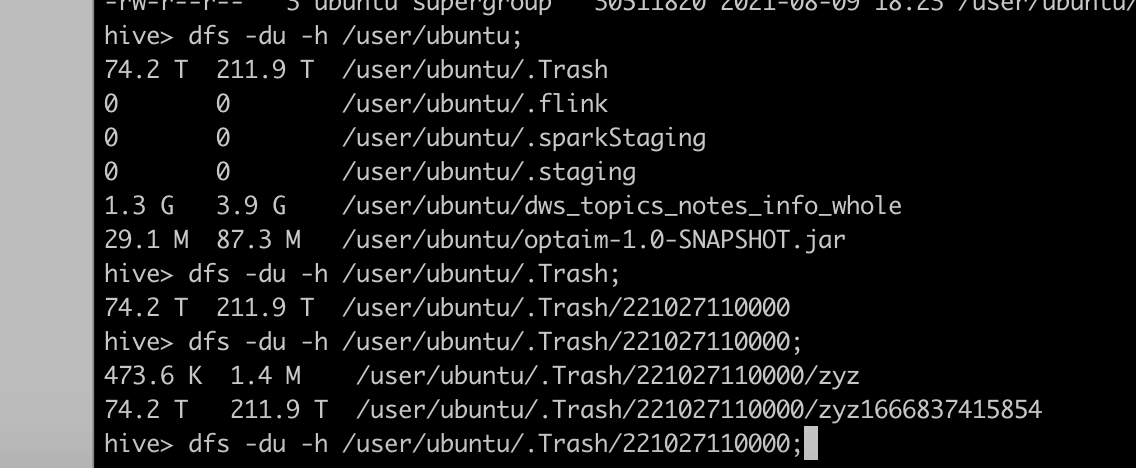 -rw-r--r-- 3 ubuntu supergroup 30511820 2021-08-09 18:23 /user/ubuntu/
hive> dfs -du -h /user/ubuntu;
74.2 T 211.9 T /user/ubuntu/.Trash
0 0 /user/ubuntu/.flink
0 0 /user/ubuntu/.sparkStaging
0 0 /user/ubuntu/.staging
1.3 G 3.9 G /user/ubuntu/dws_topics_notes_info_whole
29.1 M 87.3 M /user/ubuntu/optaim-1.0-SNAPSHOT.jar
hive> dfs -du -h /user/ubuntu/.Trash;
74.2 T 211.9 T /user/ubuntu/.Trash/221027110000
hive> dfs -du -h /user/ubuntu/.Trash/221027110000;
473.6 K 1.4 M /user/ubuntu/.Trash/221027110000/zyz
74.2 T 211.9 T /user/ubuntu/.Trash/221027110000/zyz1666837415854
hive> dfs -du -h /user/ubuntu/.Trash/221027110000;